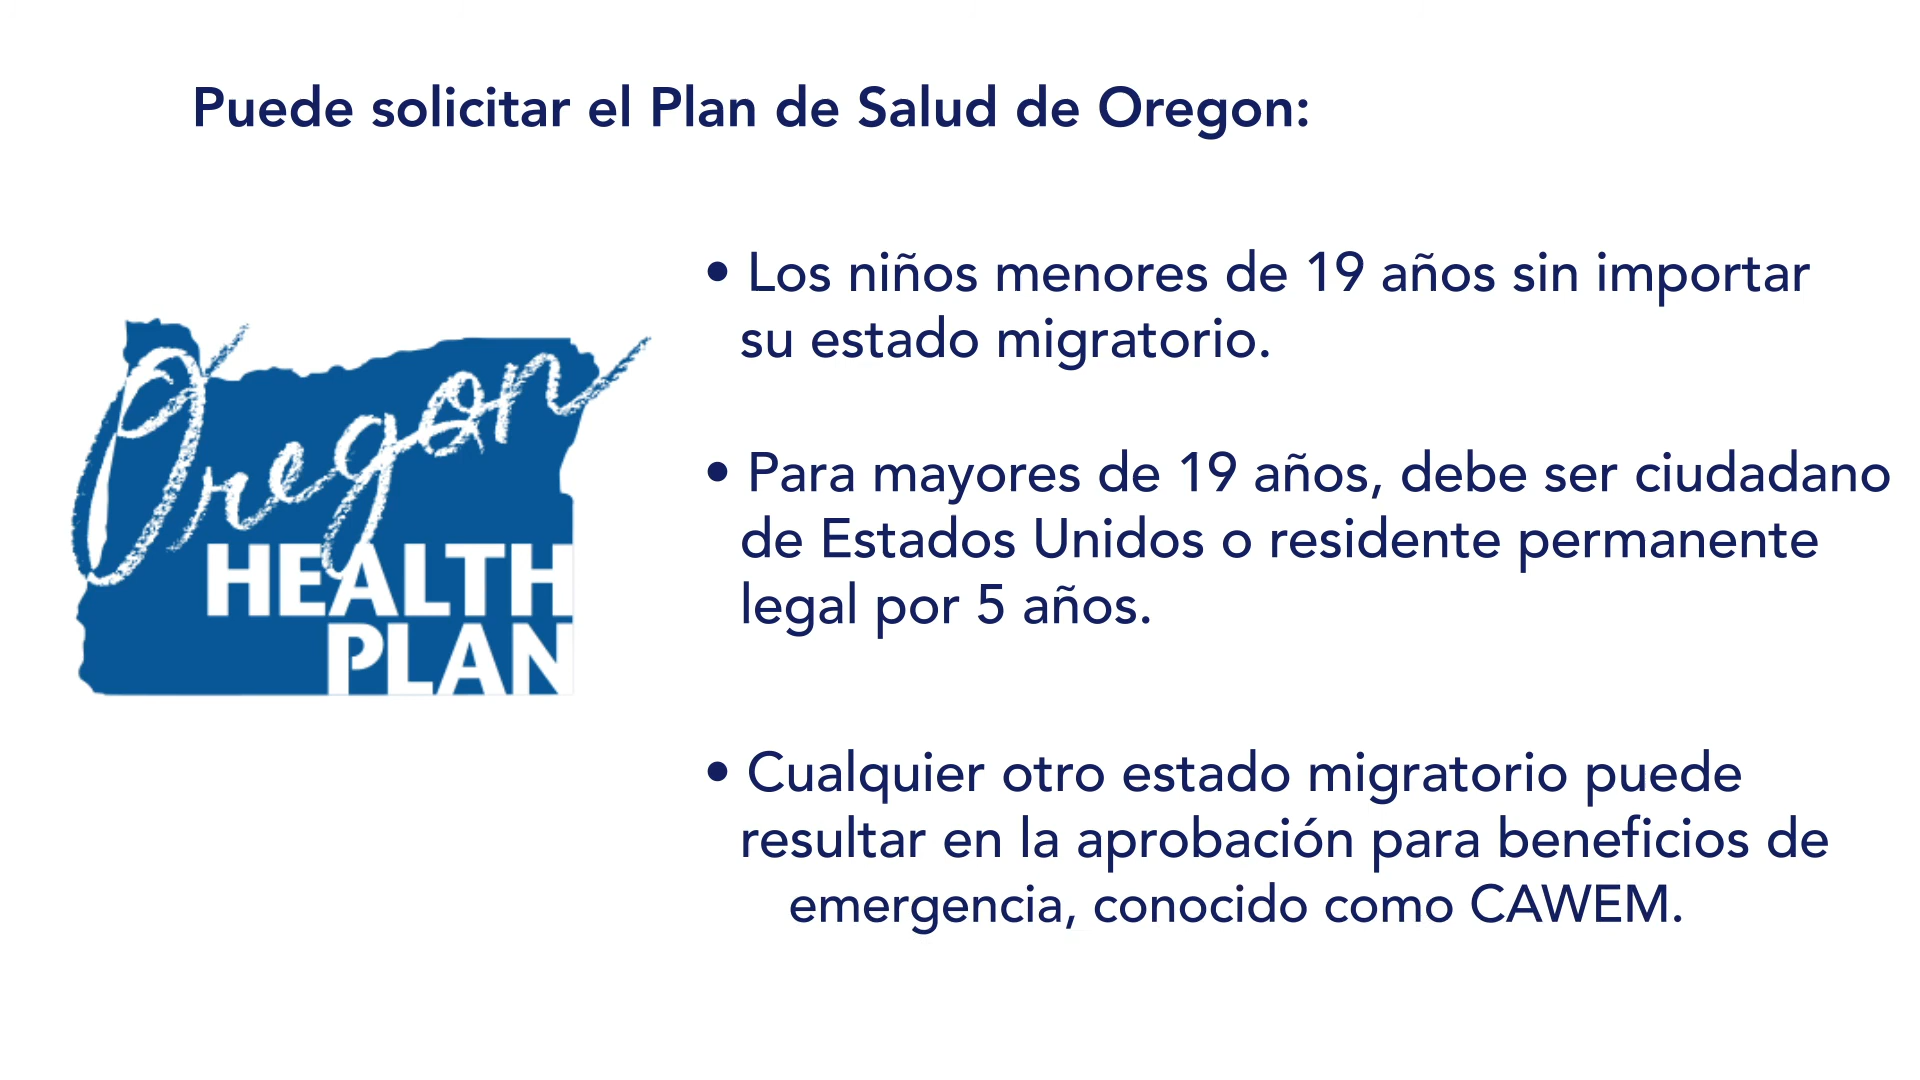 Puede solicitar el Plan de Salud de Oregon:
Oregon
HEALTH
PLAN
• Los niños menores de 19 años sin importar
su estado migratorio.
• Para mayores de 19 años, debe ser ciudadano
de Estados Unidos o residente permanente
legal por 5 años.
• Cualquier otro estado migratorio puede
resultar en la aprobación para beneficios de
emergencia, conocido como CAWEM.